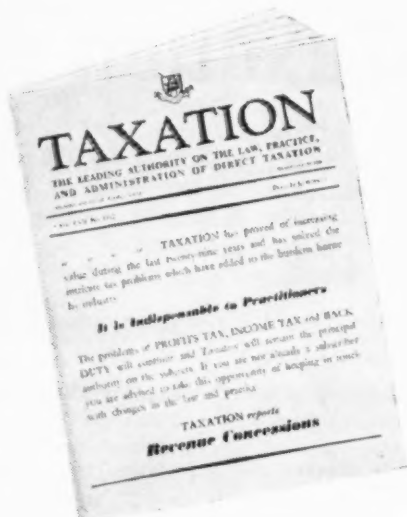 TAXATION
THE LEADING AUTHORITY ON THE LAW, PRACTICE,
AND ADMINISTRATION OF DIRECT TAXATION
TAXATION has proved of increasing
value during the last twenty-nine years and has solved the
intricate tax problems which have added to the burdens borne
by industry
It is Indispensable to Practitioners
The problems of PROFITS TAX, INCOME TAX and BACK
DUTY will continue and Taxation will remain the principal
authority on the subjects. If you are not already a subscriber
you are advised to take this opportunity of keeping in touch
with changes in the law and practice
TAXATION reports
Revenue Concessions